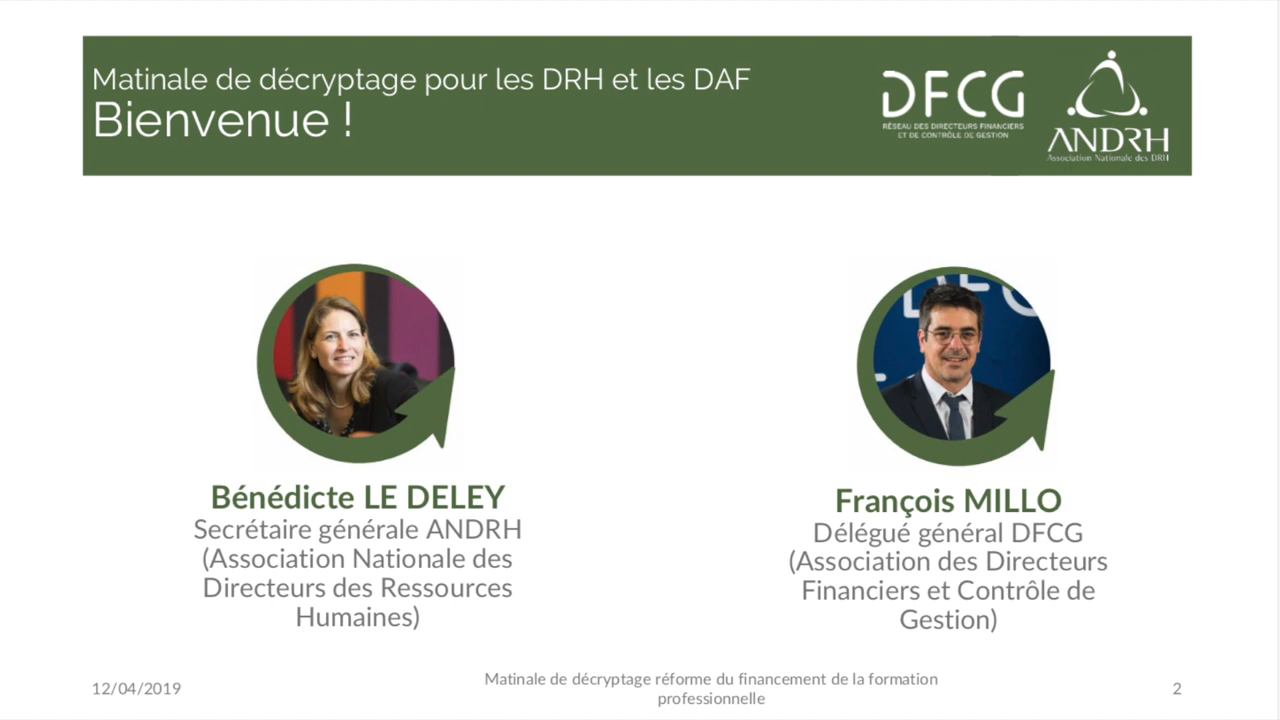 Matinale de décryptage pour les DRH et les DAF
Bienvenue !
DFCG
RÉSEAU DES DIRECTEURS FINANCIERS
ET DE CONTRÔLE DE GESTION
ANDRH
Association Nationale des DRH
DFCG
Bénédicte LE DELEY
Secrétaire générale ANDRH
(Association Nationale des
Directeurs des Ressources
Humaines)
François MILLO
Délégué général DFCG
(Association des Directeurs
Financiers et Contrôle de
Gestion)
12/04/2019
Matinale de décryptage réforme du financement de la formation
professionnelle
2